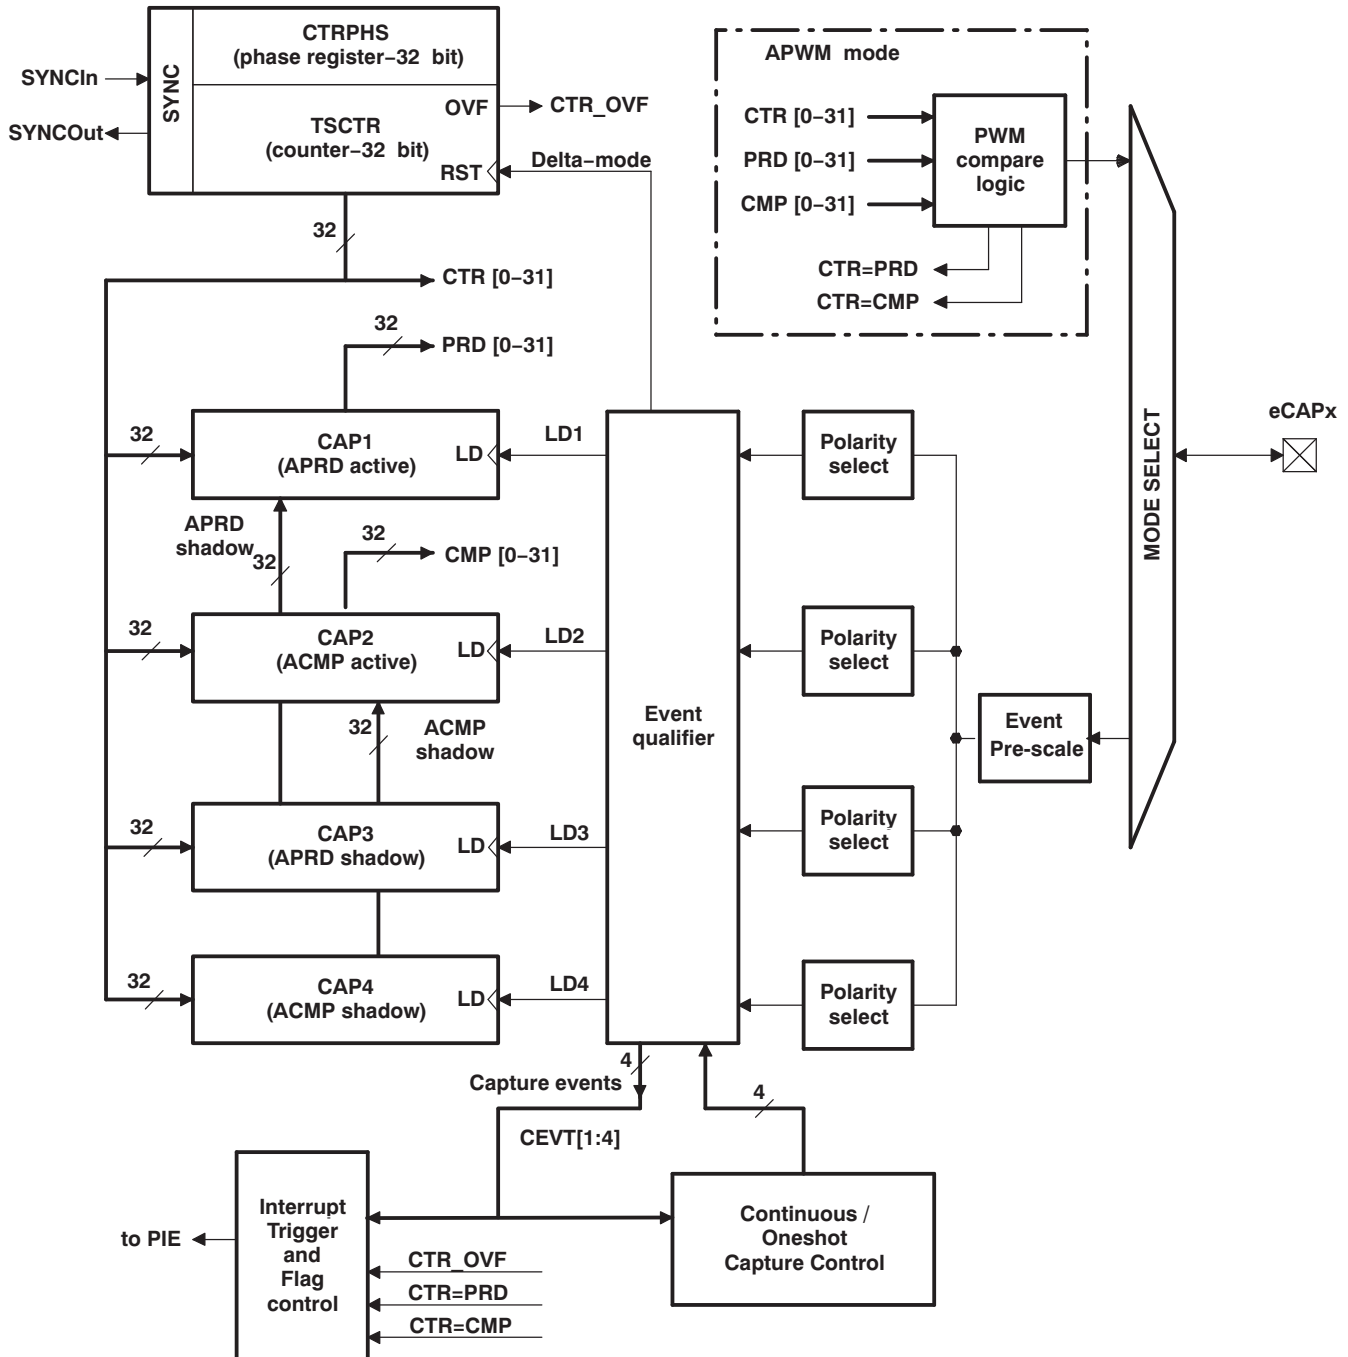 CTRPHS
(phase register−32 bit)
SYNC
SYNCIn
SYNCOut
OVF
CTR_OVF
TSCTR
(counter−32 bit)
RST
Delta−mode
32
CTR [0−31]
32
PRD [0−31]
APWM mode
CTR [0−31]
PRD [0−31]
CMP [0−31]
PWM
compare
logic
CTR=PRD
CTR=CMP
MODE SELECT
eCAPx
32
CAP1
(APRD active)
LD
LD1
Polarity
select
APRD
shadow
32
32
CMP [0−31]
32
CAP2
(ACMP active)
LD
LD2
Polarity
select
32
ACMP
shadow
Event
qualifier
Event
Pre-scale
32
CAP3
(APRD shadow)
LD
LD3
Polarity
select
32
CAP4
(ACMP shadow)
LD
LD4
Polarity
select
4
Capture events
4
CEVT[1:4]
Interrupt
Trigger
and
Flag
control
to PIE
CTR_OVF
CTR=PRD
CTR=CMP
Continuous /
Oneshot
Capture Control